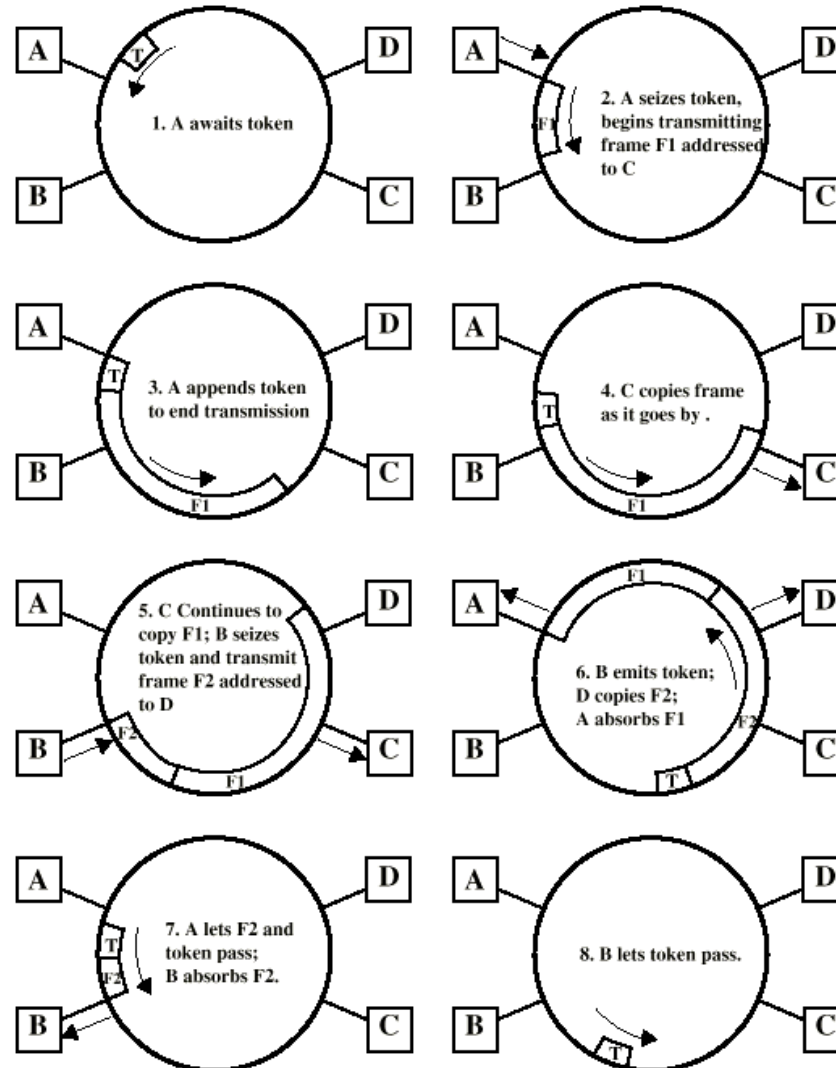 A
T
D
1. A awaits token
B
C
A
D
F1
2. A seizes token,
begins transmitting
frame F1 addressed
to C
B
C
A
D
T
3. A appends token
to end transmission
B
F1
C
A
D
T
4. C copies frame
as it goes by .
B
F1
C
A
D
5. C Continues to
copy F1; B seizes
token and transmit
frame F2 addressed
to D
B
F2
F1
C
A
F1
D
6. B emits token;
D copies F2;
A absorbs F1
B
F2
T
C
A
D
T
F2
7. A lets F2 and
token pass;
B absorbs F2.
B
C
A
D
8. B lets token pass.
B
T
C